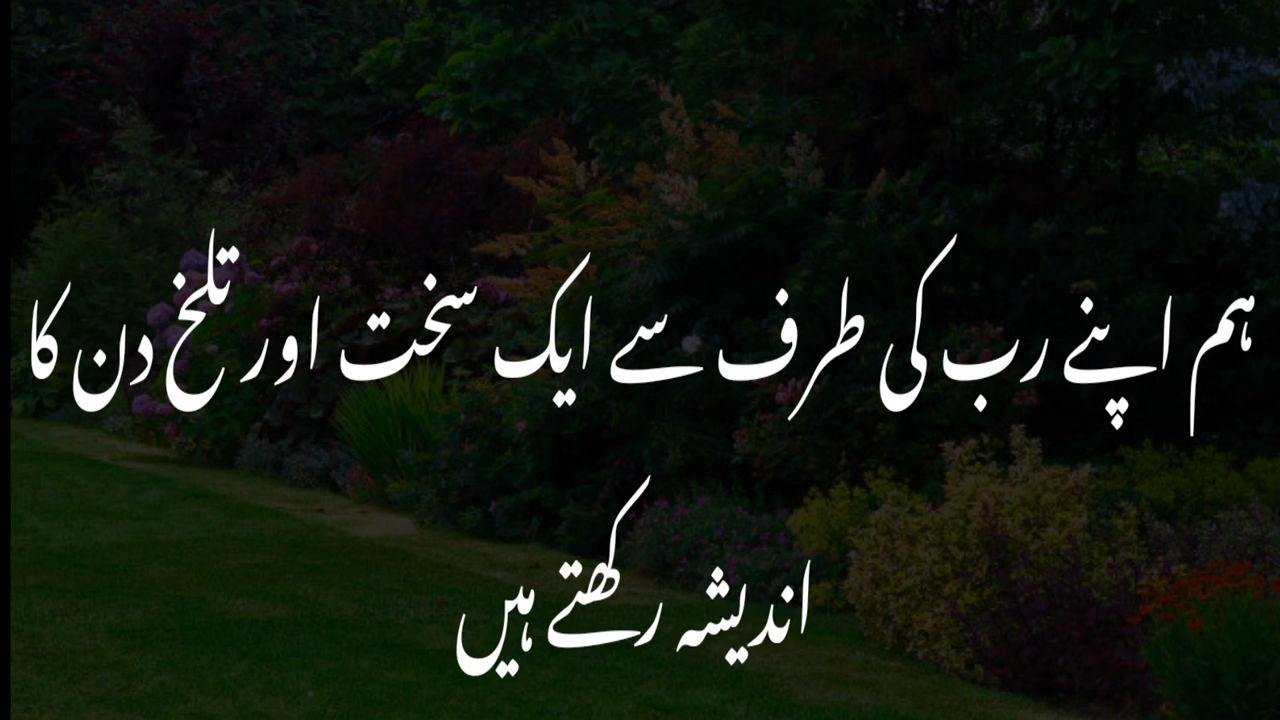 ہم اپنے رب کی طرف سے ایک سخت اور تلخ دن کا
اندیشہ رکھتے ہیں